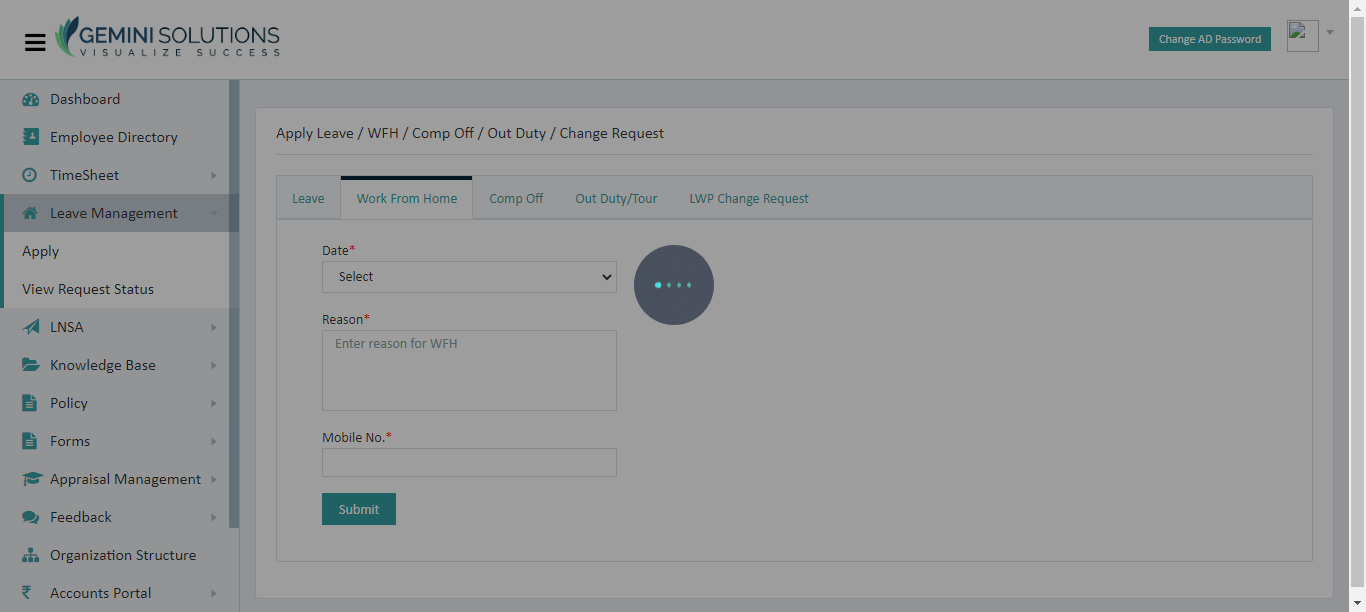 GEMINI SOLUTIONS
VISUALIZE SUCCESS
Change AD Password
Dashboard
Employee Directory
TimeSheet
Leave Management
Apply
View Request Status
LNSA
Knowledge Base
Policy
Forms
Appraisal Management
Feedback
Organization Structure
Accounts Portal
Apply Leave / WFH / Comp Off / Out Duty / Change Request
Leave
Work From Home
Comp Off
Out Duty/Tour
LWP Change Request
Date*
Select
Reason*
Enter reason for WFH
Mobile No.*
Submit